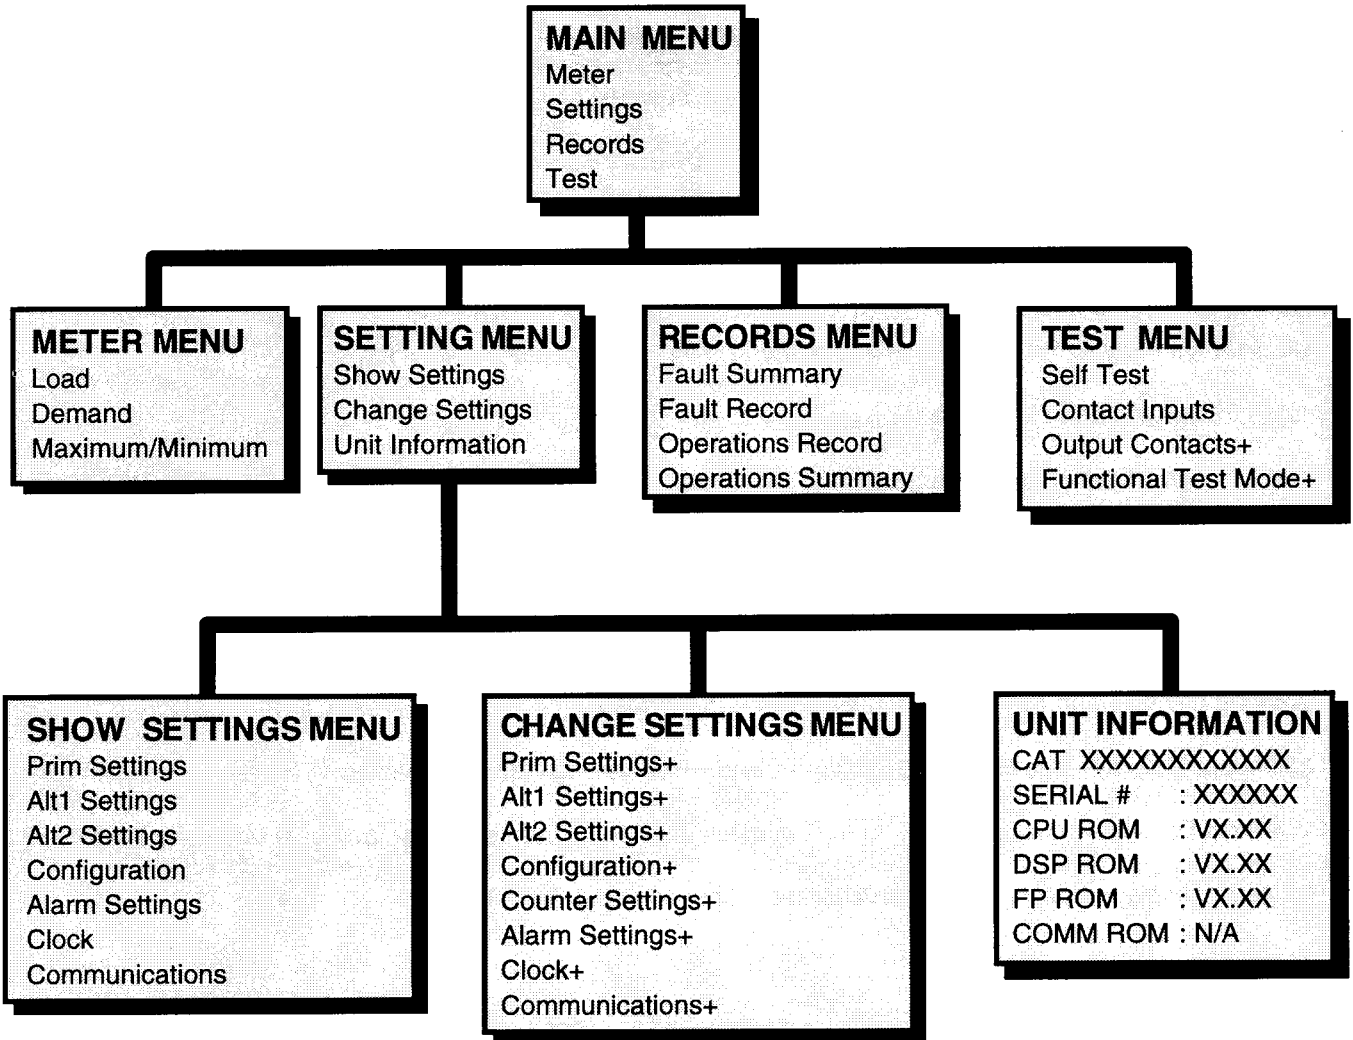 MAIN MENU
Meter
Settings
Records
Test
METER MENU
Load
Demand
Maximum/Minimum
SETTING MENU
Show Settings
Change Settings
Unit Information
RECORDS MENU
Fault Summary
Fault Record
Operations Record
Operations Summary
TEST MENU
Self Test
Contact Inputs
Output Contacts+
Functional Test Mode+
SHOW SETTINGS MENU
Prim Settings
Alt1 Settings
Alt2 Settings
Configuration
Alarm Settings
Clock
Communications
CHANGE SETTINGS MENU
Prim Settings+
Alt1 Settings+
Alt2 Settings+
Configuration+
Counter Settings+
Alarm Settings+
Clock+
Communications+
UNIT INFORMATION
CAT XXXXXXXXXXXX
SERIAL # : XXXXXX
CPU ROM : VX.XX
DSP ROM : VX.XX
FP ROM : VX.XX
COMM ROM : N/A